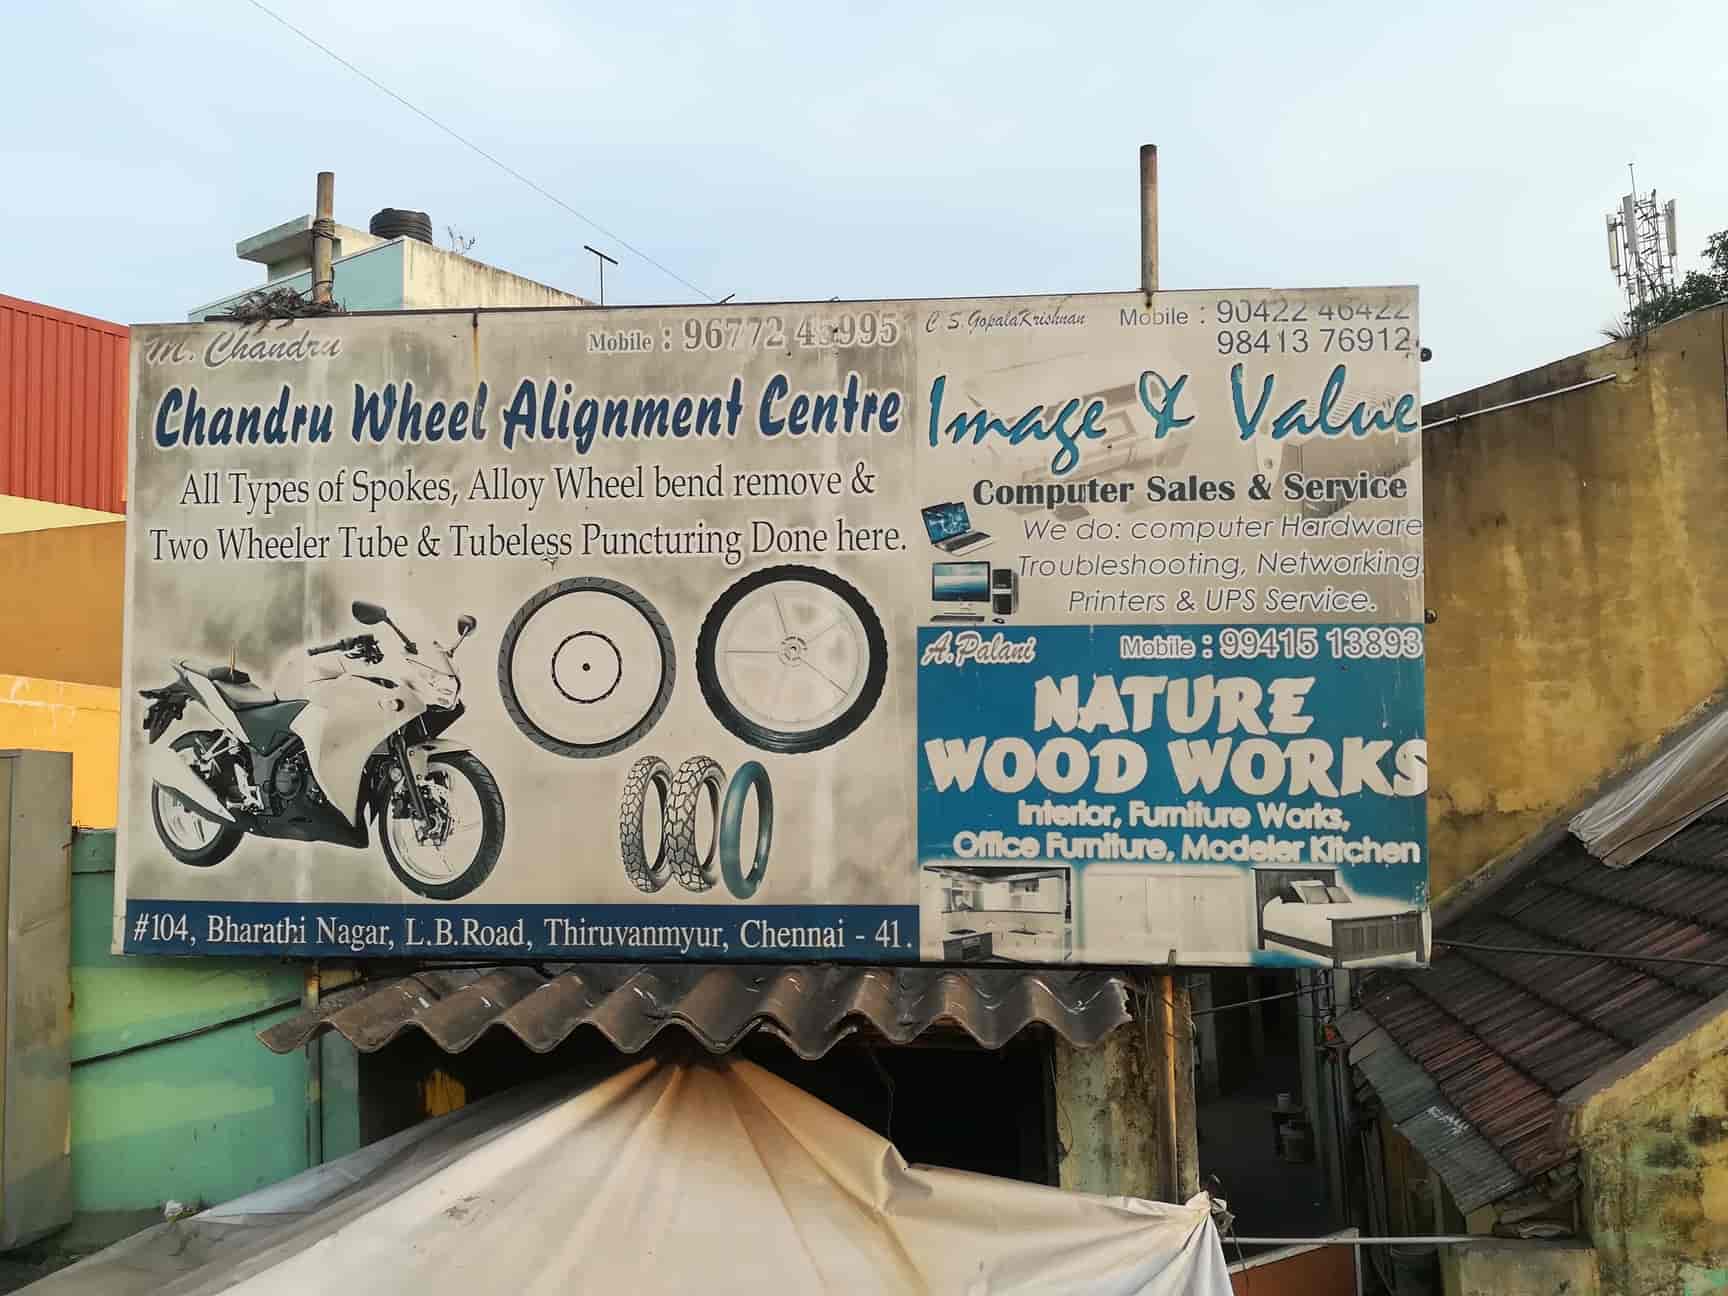 M. Chandru
Mobile : 96772 45995
Chandru Wheel Alignment Centre
All Types of Spokes, Alloy Wheel bend remove &
Two Wheeler Tube & Tubeless Puncturing Done here.
#104, Bharathi Nagar, L.B.Road, Thiruvanmyur, Chennai - 41.
C S.GopalaKrishnan
Mobile : 90422 46422
98413 76912
Image & Value
Computer Sales & Service
We do: computer Hardware
Troubleshooting, Networking,
Printers & UPS Service.
A.Palani
Mobile : 99415 13893
NATURE
WOOD WORKS
Interior, Furniture Works,
Office Furniture, Modeler Kitchen